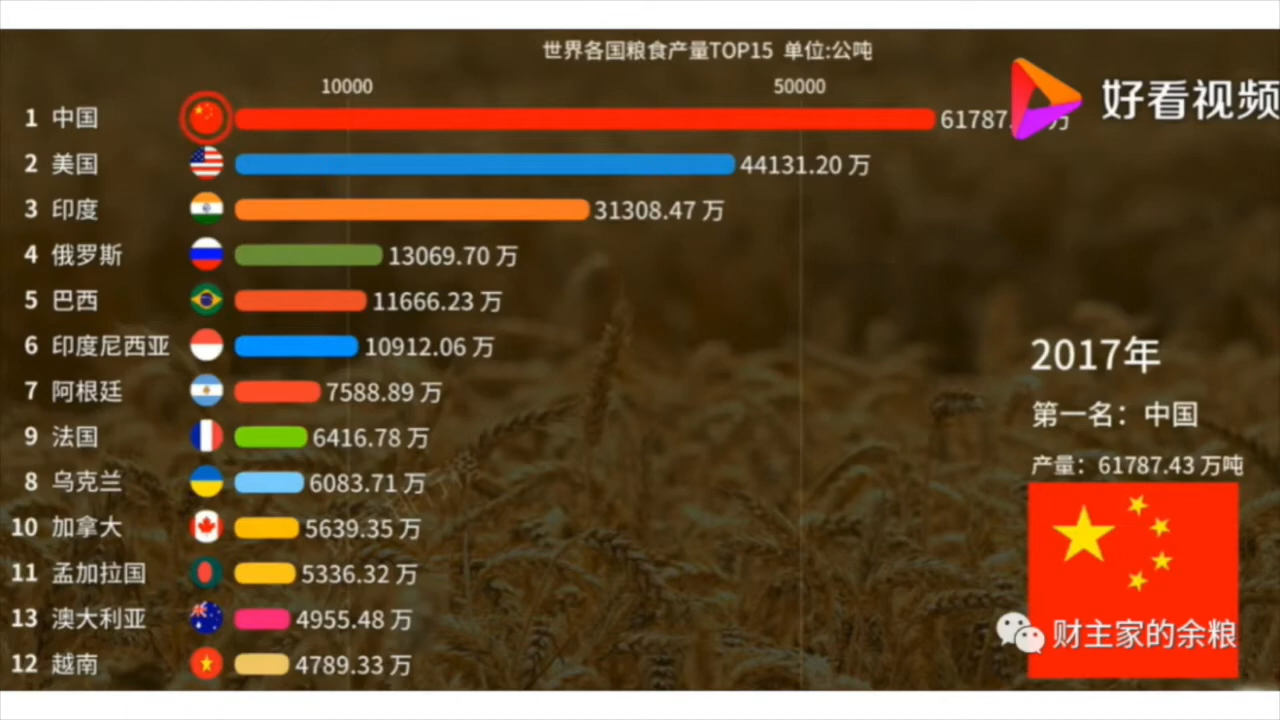 世界各国粮食产量TOP15 单位:公吨
10000 50000
好看视频
1 中国 61787. 万
2 美国 44131.20 万
3 印度 31308.47 万
4 俄罗斯 13069.70 万
5 巴西 11666.23 万
6 印度尼西亚 10912.06 万
7 阿根廷 7588.89 万
9 法国 6416.78 万
8 乌克兰 6083.71 万
10 加拿大 5639.35 万
11 孟加拉国 5336.32 万
13 澳大利亚 4955.48 万
12 越南 4789.33 万
2017年
第一名：中国
产量：61787.43 万吨
财主家的余粮